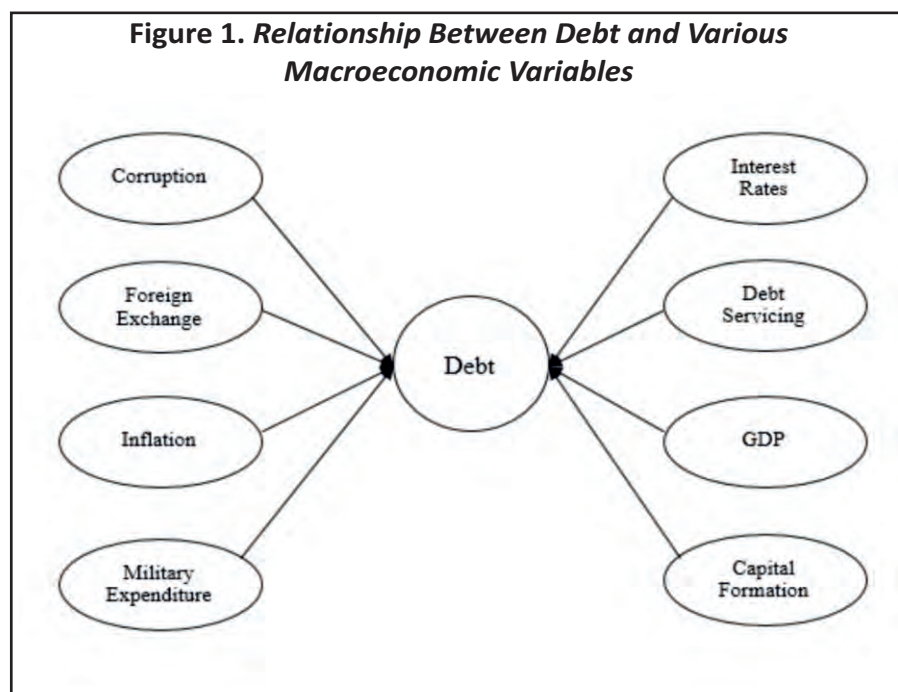 Figure 1. Relationship Between Debt and Various
Macroeconomic Variables
Corruption
Foreign
Exchange
Inflation
Military
Expenditure
Debt
Interest
Rates
Debt
Servicing
GDP
Capital
Formation